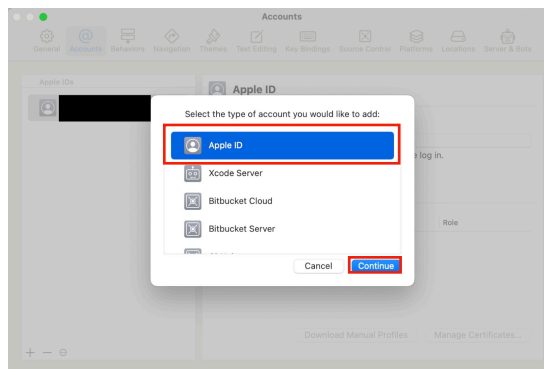 Accounts
General Accounts Behaviors Navigation Themes Text Editing Key Bindings Source Control Platforms Locations Server & Bots
Apple IDs
Apple ID
Select the type of account you would like to add:
Apple ID
Xcode Server
Bitbucket Cloud
Bitbucket Server
Cancel Continue
log in.
Role
Download Manual Profiles Manage Certificates...
+ −